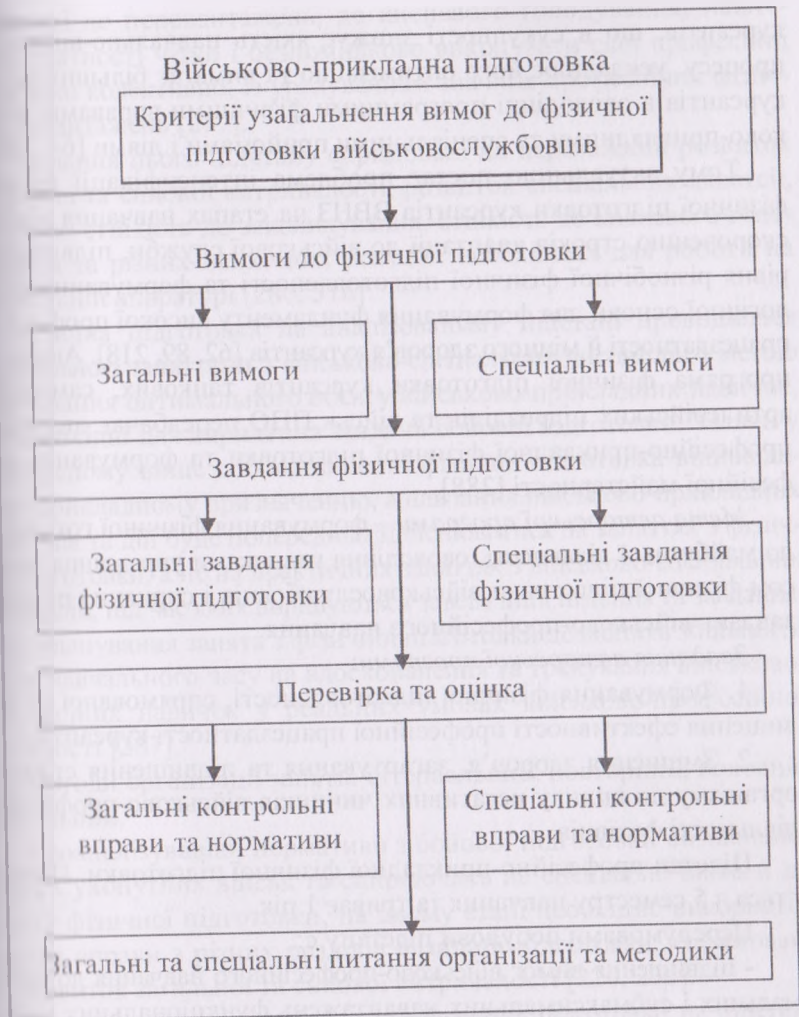 Військово-прикладна підготовка
Критерії узагальнення вимог до фізичної
підготовки військовослужбовців
Вимоги до фізичної підготовки
Загальні вимоги
Спеціальні вимоги
Завдання фізичної підготовки
Загальні завдання
фізичної підготовки
Спеціальні завдання
фізичної підготовки
Перевірка та оцінка
Загальні контрольні
вправи та нормативи
Спеціальні контрольні
вправи та нормативи
Загальні та спеціальні питання організації та методики